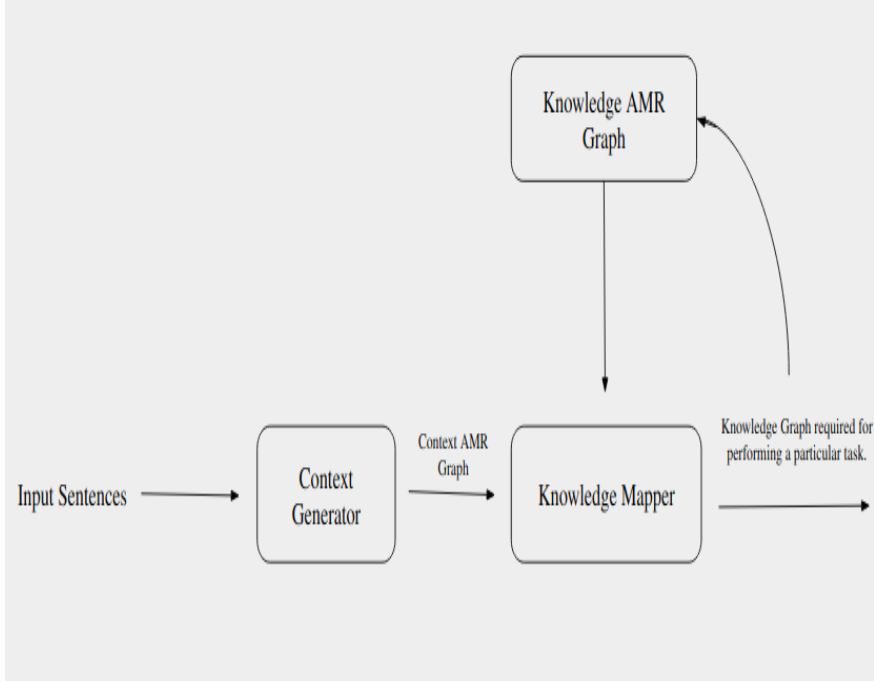 Knowledge AMR
Graph
Knowledge Graph required for
performing a particular task.
Context AMR
Graph
Input Sentences
Context
Generator
Knowledge Mapper